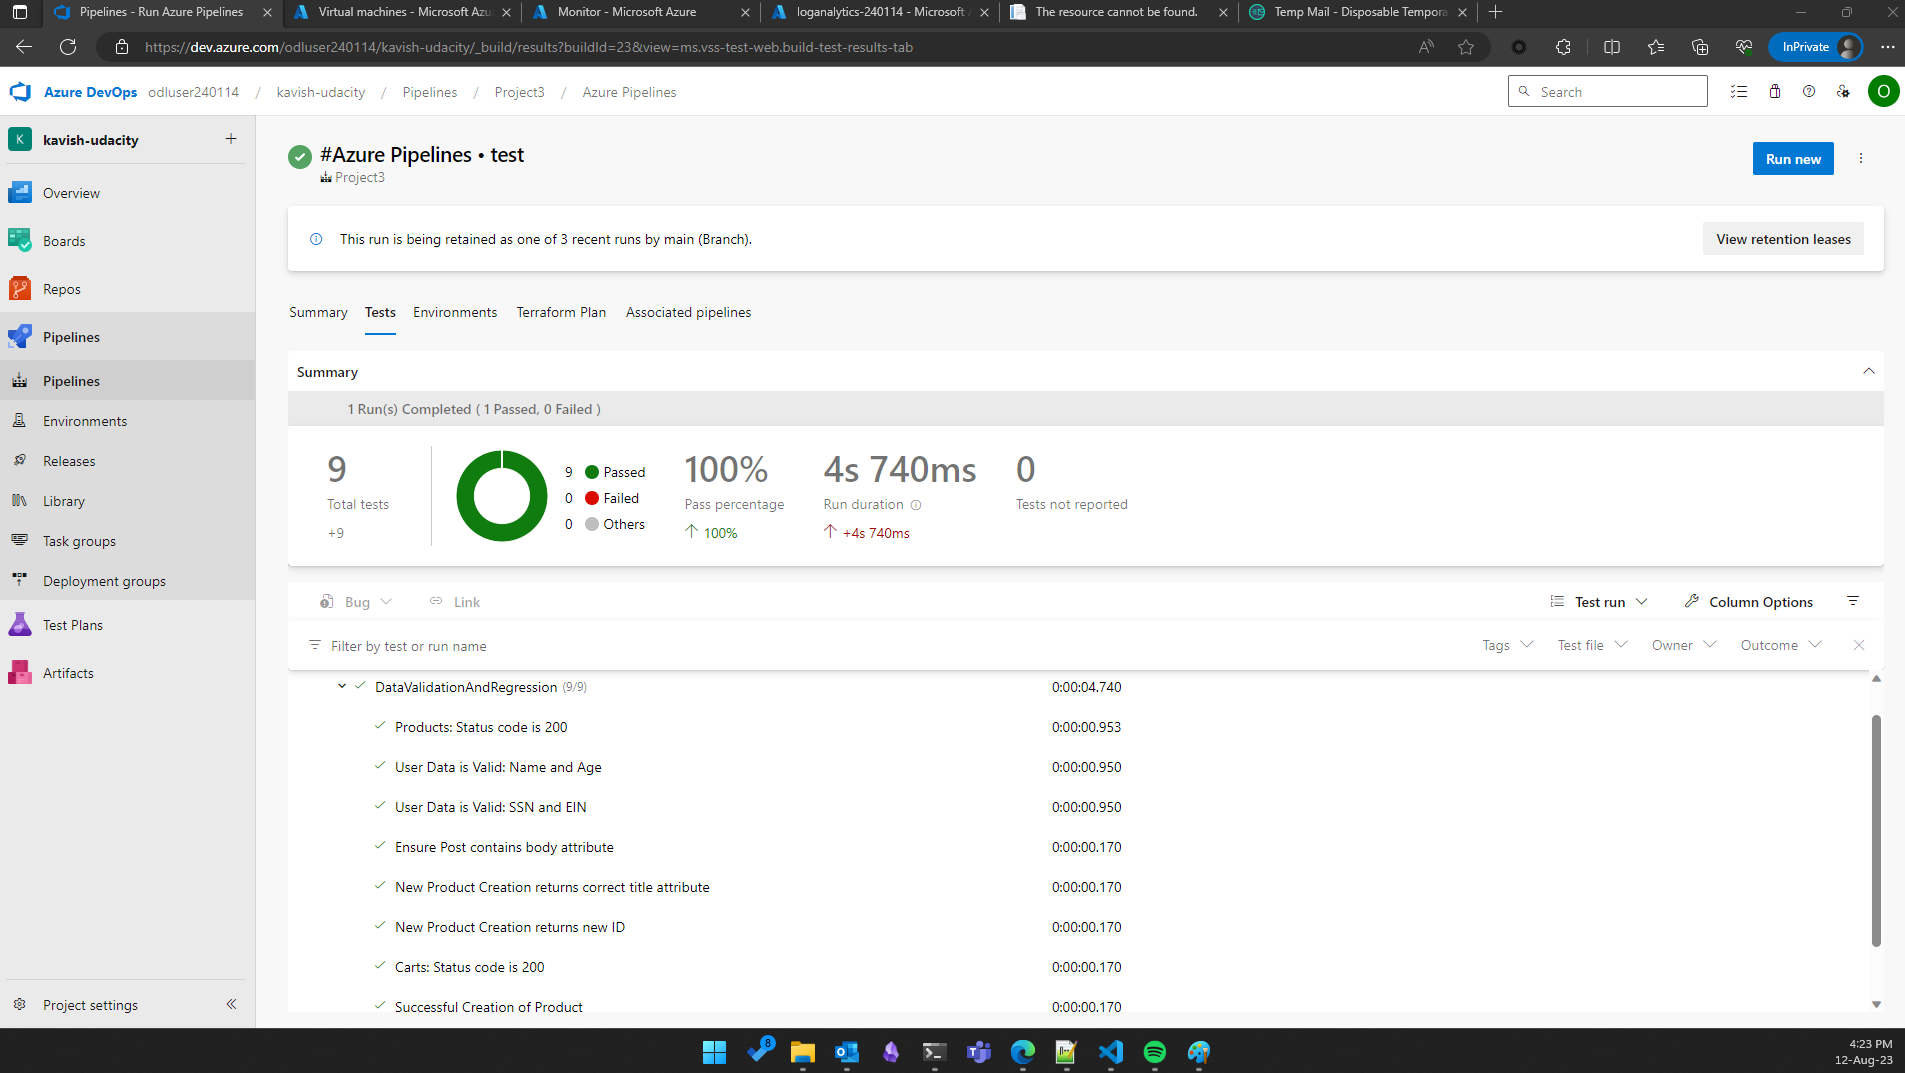 Pipelines - Run Azure Pipelines
Virtual machines - Microsoft Azu
Monitor - Microsoft Azure
loganalytics-240114 - Microsoft A
The resource cannot be found.
Temp Mail - Disposable Tempora
https://dev.azure.com/odluser240114/kavish-udacity/_build/results?buildId=23&view=ms.vss-test-web.build-test-results-tab
InPrivate
Azure DevOps odluser240114 / kavish-udacity / Pipelines / Project3 / Azure Pipelines
Search
O
K kavish-udacity
Overview
Boards
Repos
Pipelines
Pipelines
Environments
Releases
Library
Task groups
Deployment groups
Test Plans
Artifacts
Project settings
#Azure Pipelines • test
Project3
Run new
This run is being retained as one of 3 recent runs by main (Branch).
View retention leases
Summary Tests Environments Terraform Plan Associated pipelines
Summary
1 Run(s) Completed ( 1 Passed, 0 Failed )
9
Total tests
+9
9 Passed
0 Failed
0 Others
100%
Pass percentage
100%
4s 740ms
Run duration
+4s 740ms
0
Tests not reported
Bug Link
Test run Column Options
Filter by test or run name
Tags Test file Owner Outcome
DataValidationAndRegression (9/9) 0:00:04.740
Products: Status code is 200 0:00:00.953
User Data is Valid: Name and Age 0:00:00.950
User Data is Valid: SSN and EIN 0:00:00.950
Ensure Post contains body attribute 0:00:00.170
New Product Creation returns correct title attribute 0:00:00.170
New Product Creation returns new ID 0:00:00.170
Carts: Status code is 200 0:00:00.170
Successful Creation of Product 0:00:00.170
8
4:23 PM
12-Aug-23